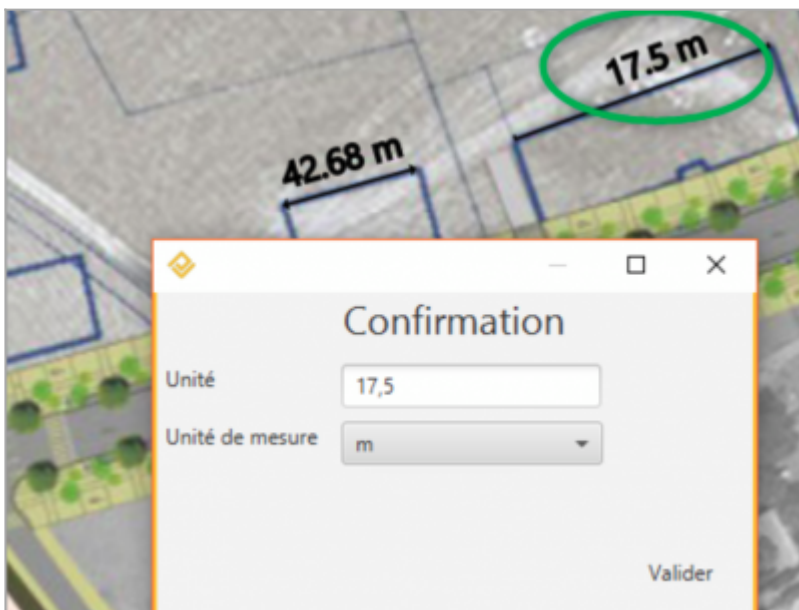 17.5 m
42.68 m
Confirmation
Unité
17,5
Unité de mesure
m
Valider